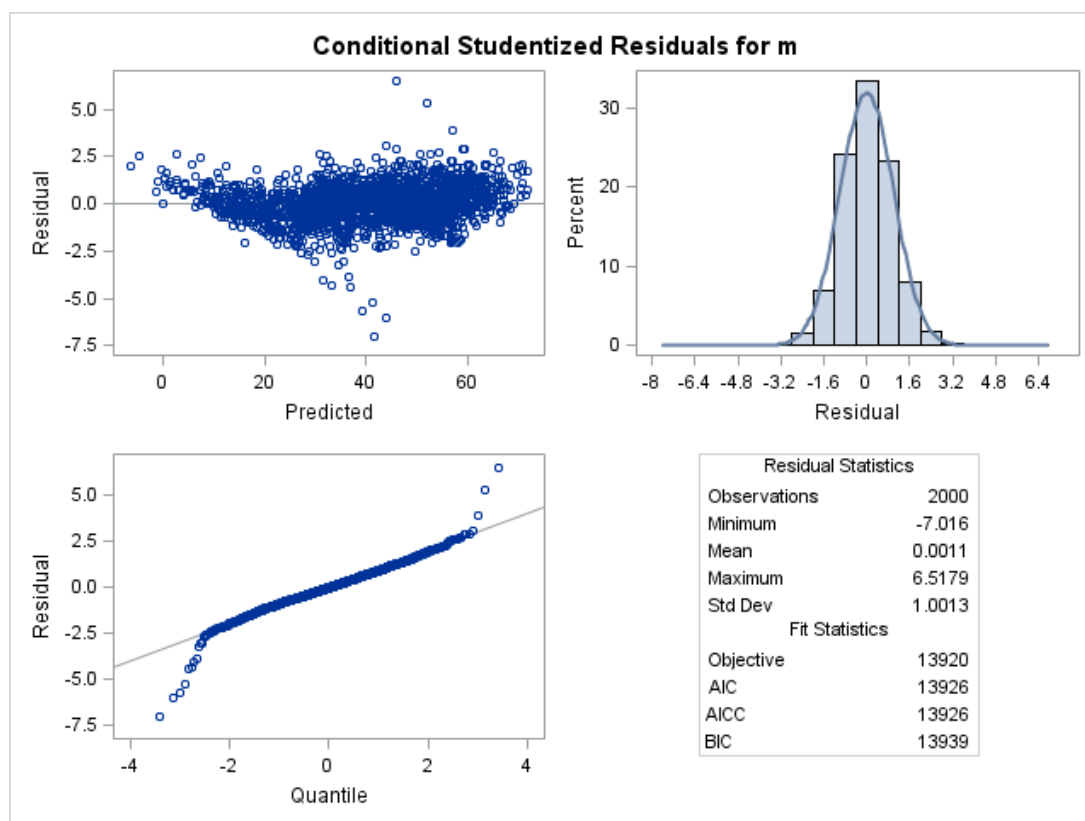 Conditional Studentized Residuals for m
5.0
2.5
0.0
-2.5
-5.0
-7.5
Residual
0 20 40 60
Predicted
30
20
10
0
Percent
-8 -6.4 -4.8 -3.2 -1.6 0 1.6 3.2 4.8 6.4
Residual
5.0
2.5
0.0
-2.5
-5.0
-7.5
Residual
-4 -2 0 2 4
Quantile
Residual Statistics
Observations 2000
Minimum -7.016
Mean 0.0011
Maximum 6.5179
Std Dev 1.0013
Fit Statistics
Objective 13920
AIC 13926
AICC 13926
BIC 13939